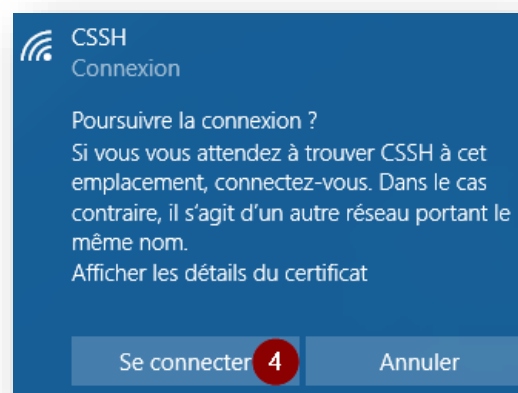 CSSH
Connexion
Poursuivre la connexion ?
Si vous vous attendez à trouver CSSH à cet
emplacement, connectez-vous. Dans le cas
contraire, il s’agit d’un autre réseau portant le
même nom.
Afficher les détails du certificat
Se connecter 4 Annuler